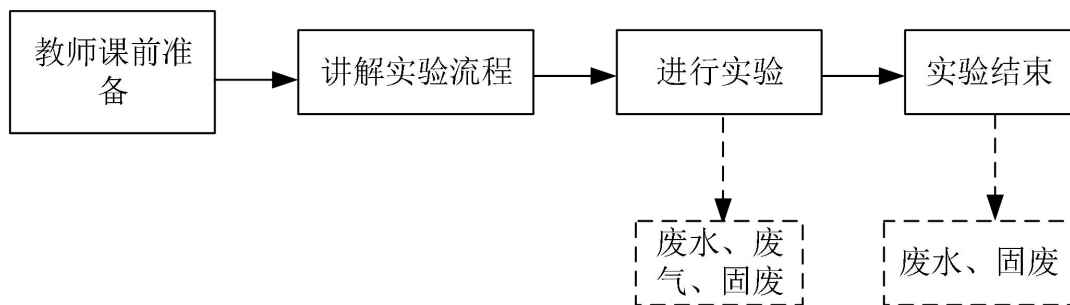 教师课前准
备
讲解实验流程
进行实验
实验结束
废水、废
气、固废
废水、固废